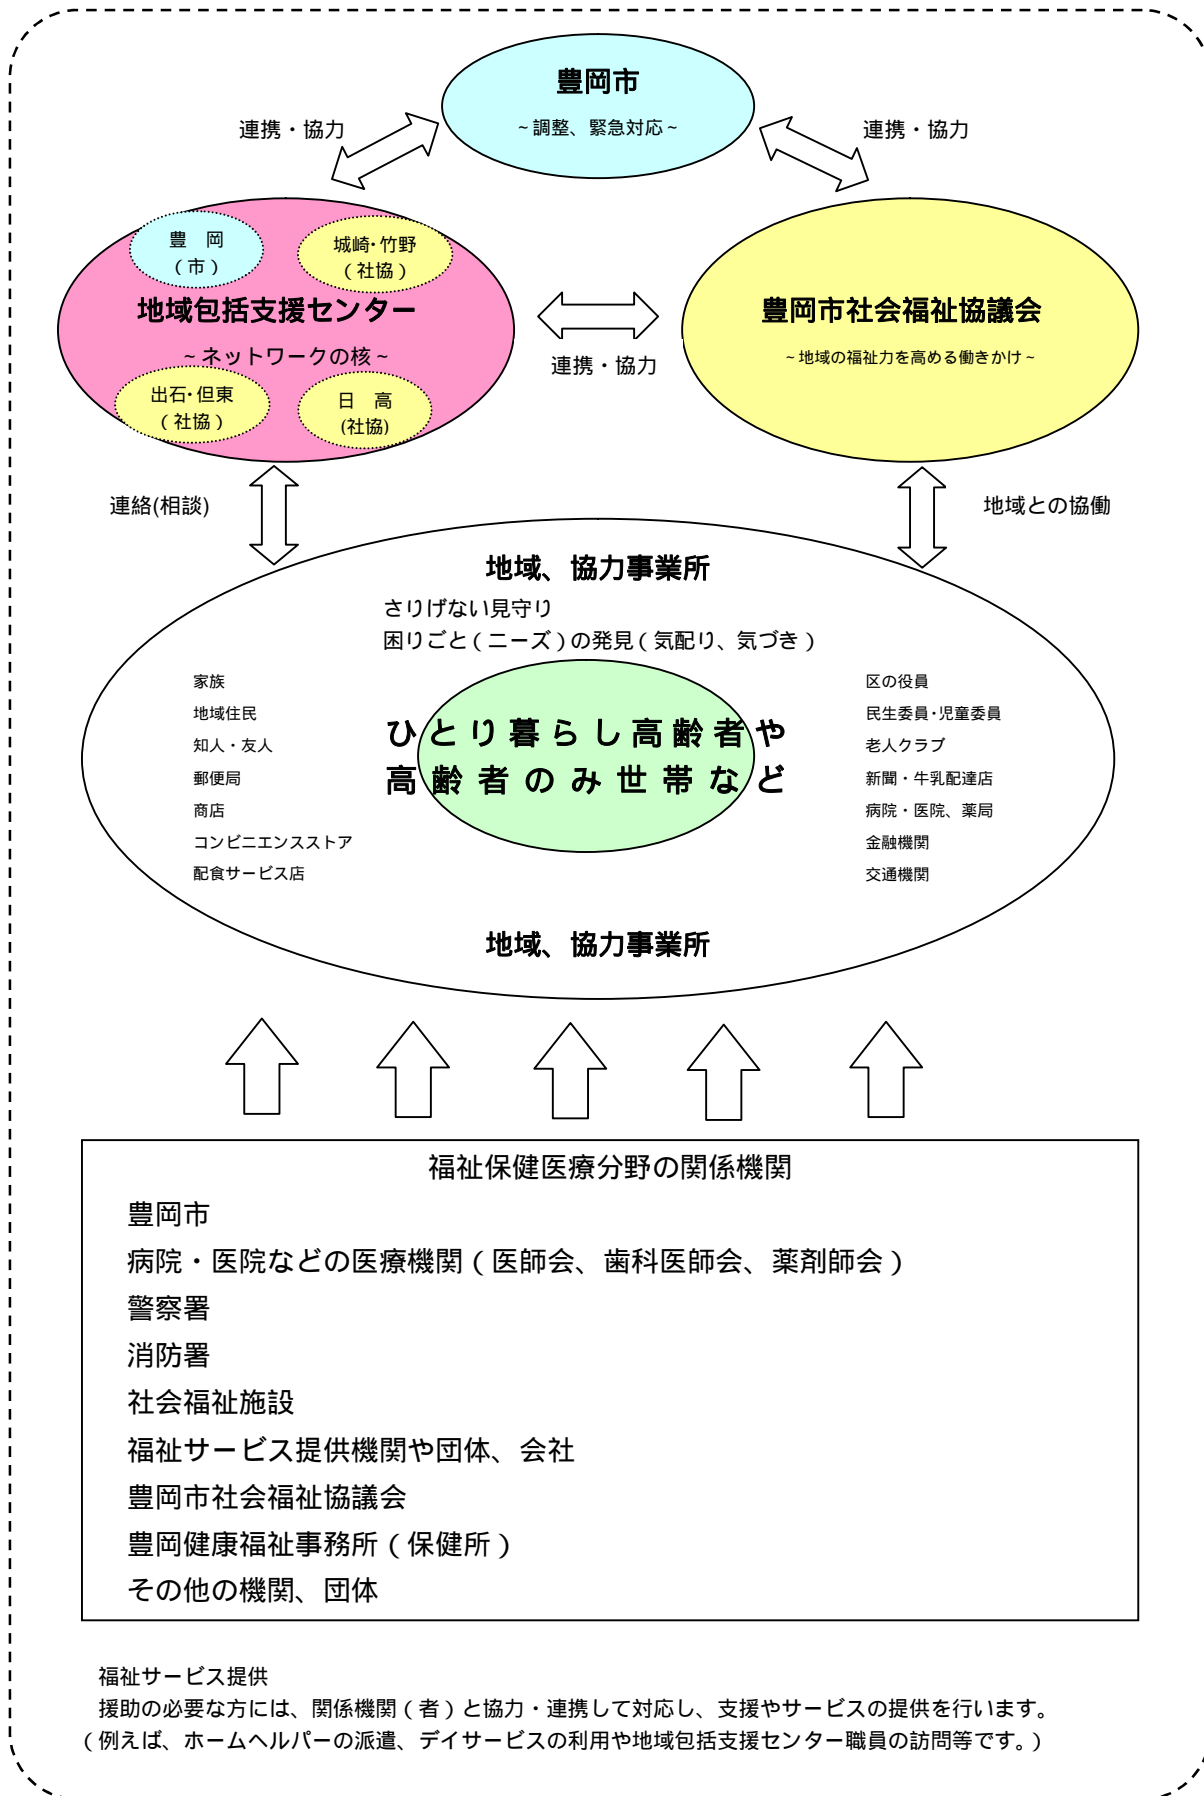 豊岡市
~調整、緊急対応~
連携・協力
連携・協力
豊 岡
(市)
城崎・竹野
(社協)
地域包括支援センター
~ネットワークの核~
出石・但東
(社協)
日 高
(社協)
連携・協力
豊岡市社会福祉協議会
~地域の福祉力を高める働きかけ~
連絡(相談)
地域との協働
地域、協力事業所
さりげない見守り
困りごと(ニーズ)の発見(気配り、気づき)
家族
地域住民
知人・友人
郵便局
商店
コンビニエンスストア
配食サービス店
ひとり暮らし高齢者や
高齢者のみ世帯など
区の役員
民生委員・児童委員
老人クラブ
新聞・牛乳配達店
病院・医院、薬局
金融機関
交通機関
地域、協力事業所
福祉保健医療分野の関係機関
豊岡市
病院・医院などの医療機関(医師会、歯科医師会、薬剤師会)
警察署
消防署
社会福祉施設
福祉サービス提供機関や団体、会社
豊岡市社会福祉協議会
豊岡健康福祉事務所(保健所)
その他の機関、団体
福祉サービス提供
援助の必要な方には、関係機関(者)と協力・連携して対応し、支援やサービスの提供を行います。
(例えば、ホームヘルパーの派遣、デイサービスの利用や地域包括支援センター職員の訪問等です。)